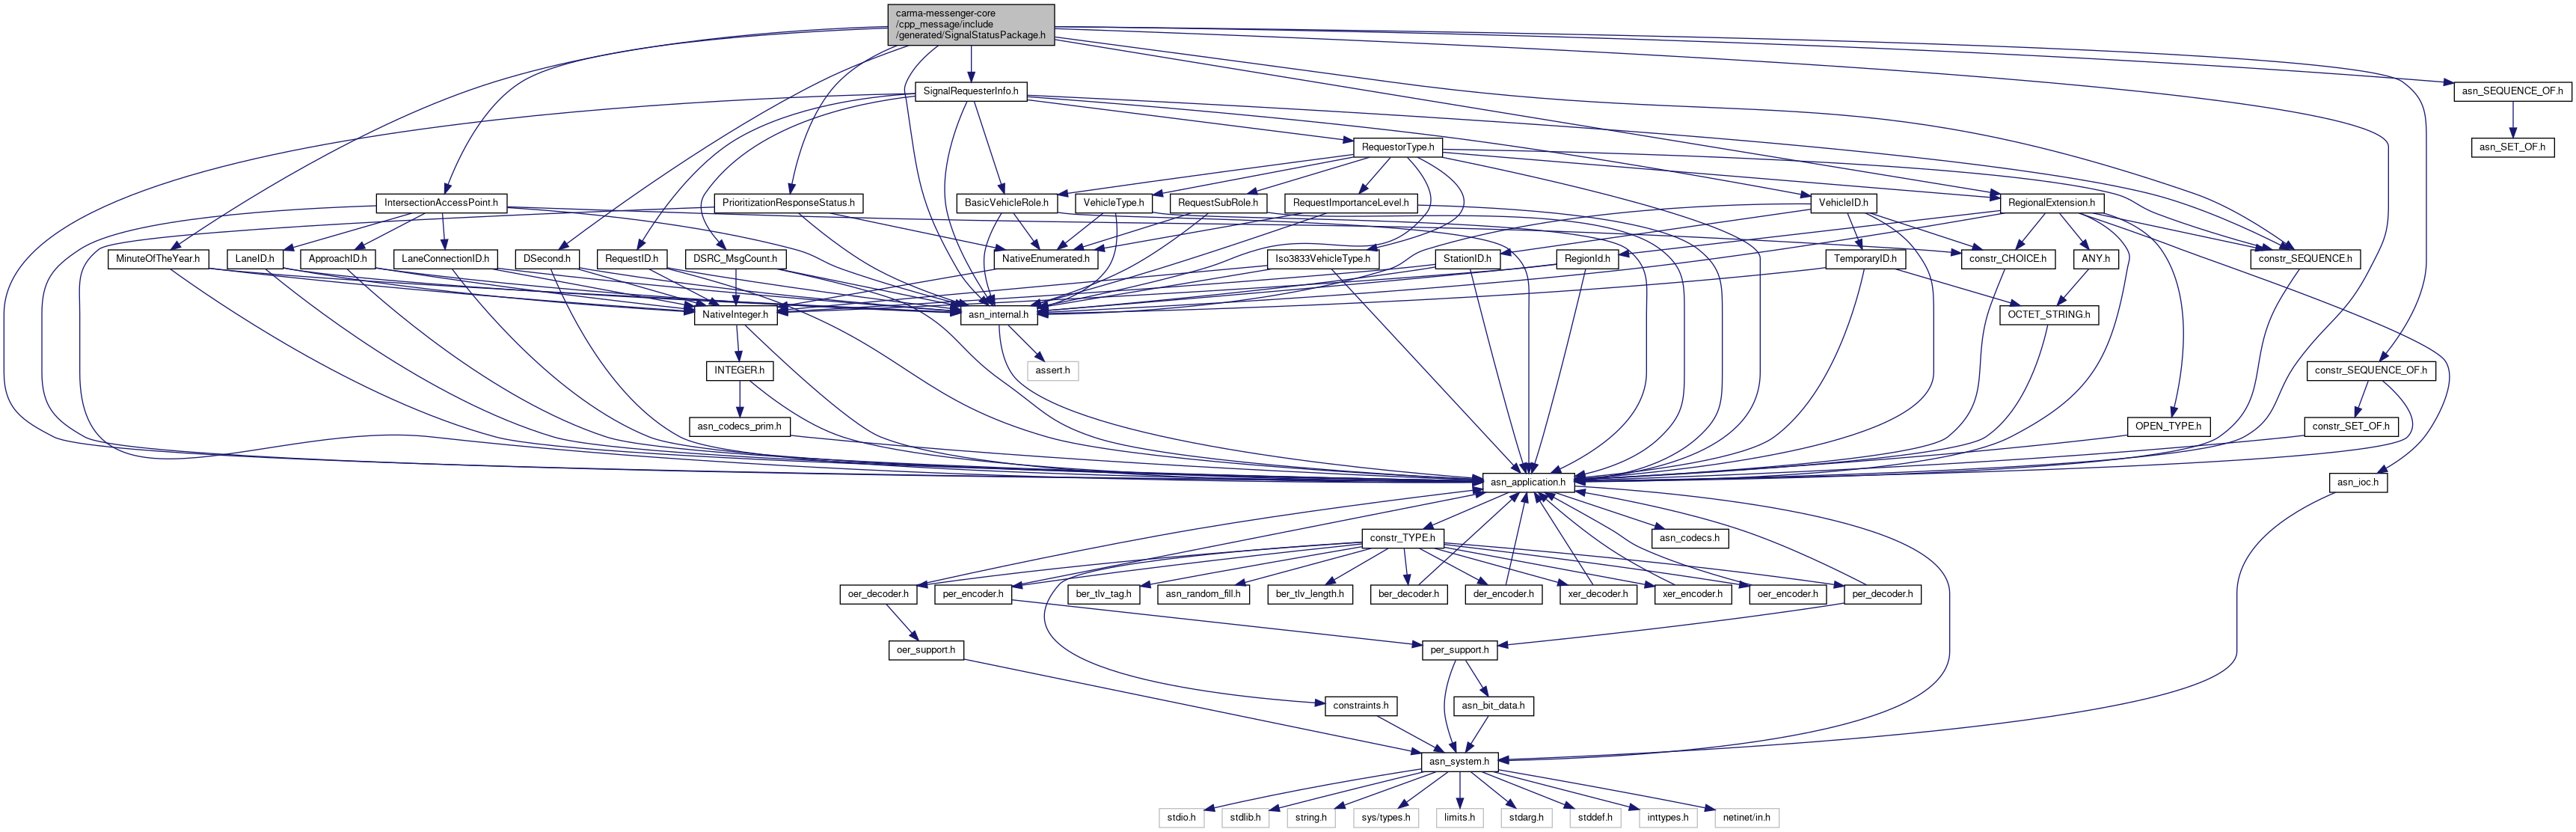 carma-messenger-core
/cpp_message/include
/generated/SignalStatusPackage.h
SignalRequesterInfo.h
asn_SEQUENCE_OF.h
RequestorType.h
asn_SET_OF.h
IntersectionAccessPoint.h
PrioritizationResponseStatus.h
BasicVehicleRole.h
VehicleType.h
RequestSubRole.h
RequestImportanceLevel.h
VehicleID.h
RegionalExtension.h
MinuteOfTheYear.h
LaneID.h
ApproachID.h
LaneConnectionID.h
DSecond.h
RequestID.h
DSRC_MsgCount.h
NativeEnumerated.h
Iso3833VehicleType.h
StationID.h
RegionId.h
TemporaryID.h
constr_CHOICE.h
ANY.h
constr_SEQUENCE.h
NativeInteger.h
asn_internal.h
OCTET_STRING.h
INTEGER.h
assert.h
constr_SEQUENCE_OF.h
asn_codecs_prim.h
OPEN_TYPE.h
constr_SET_OF.h
asn_application.h
asn_ioc.h
constr_TYPE.h
asn_codecs.h
oer_decoder.h
per_encoder.h
ber_tlv_tag.h
asn_random_fill.h
ber_tlv_length.h
ber_decoder.h
der_encoder.h
xer_decoder.h
xer_encoder.h
oer_encoder.h
per_decoder.h
oer_support.h
per_support.h
constraints.h
asn_bit_data.h
asn_system.h
stdio.h
stdlib.h
string.h
sys/types.h
limits.h
stdarg.h
stddef.h
inttypes.h
netinet/in.h